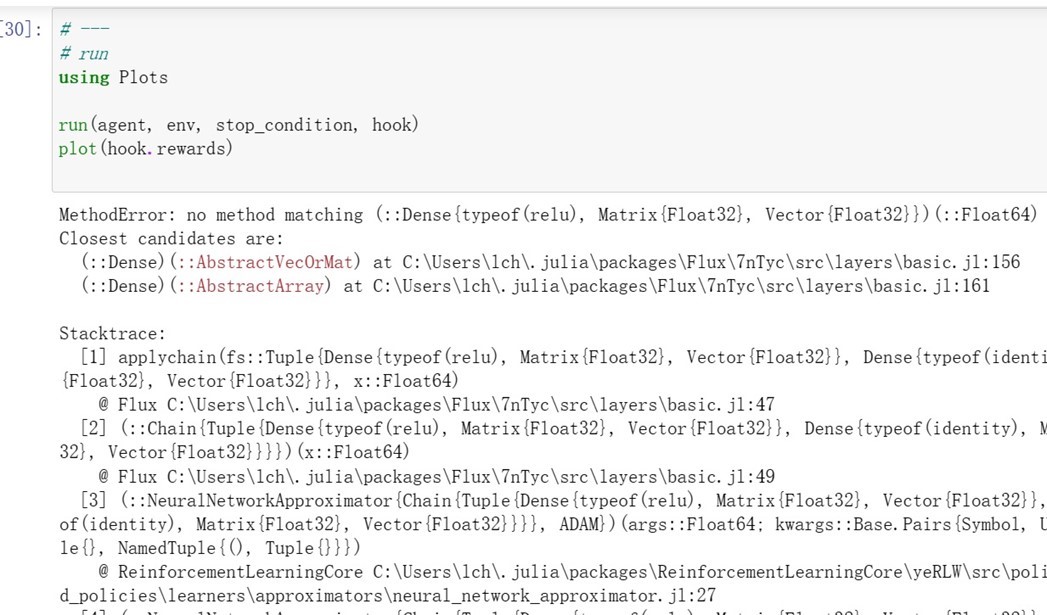 [30]:
# ---
# run
using Plots
run(agent, env, stop_condition, hook)
plot(hook.rewards)
MethodError: no method matching (::Dense{typeof(relu), Matrix{Float32}, Vector{Float32}})(::Float64)
Closest candidates are:
(::Dense)(::AbstractVecOrMat) at C:\Users\lch\.julia\packages\Flux\7nTyc\src\layers\basic.jl:156
(::Dense)(::AbstractArray) at C:\Users\lch\.julia\packages\Flux\7nTyc\src\layers\basic.jl:161
Stacktrace:
[1] applychain(fs::Tuple{Dense{typeof(relu), Matrix{Float32}, Vector{Float32}}, Dense{typeof(identi
{Float32}, Vector{Float32}}}, x::Float64)
@ Flux C:\Users\lch\.julia\packages\Flux\7nTyc\src\layers\basic.jl:47
[2] (::Chain{Tuple{Dense{typeof(relu), Matrix{Float32}, Vector{Float32}}, Dense{typeof(identity), M
32}, Vector{Float32}}}})(x::Float64)
@ Flux C:\Users\lch\.julia\packages\Flux\7nTyc\src\layers\basic.jl:49
[3] (::NeuralNetworkApproximator{Chain{Tuple{Dense{typeof(relu), Matrix{Float32}, Vector{Float32}},
of(identity), Matrix{Float32}, Vector{Float32}}}}, ADAM})(args::Float64; kwargs::Base.Pairs{Symbol, U
le{}, NamedTuple{(), Tuple{}}})
@ ReinforcementLearningCore C:\Users\lch\.julia\packages\ReinforcementLearningCore\yeRLW\src\poli
d_policies\learners\approximators\neural_network_approximator.jl:27